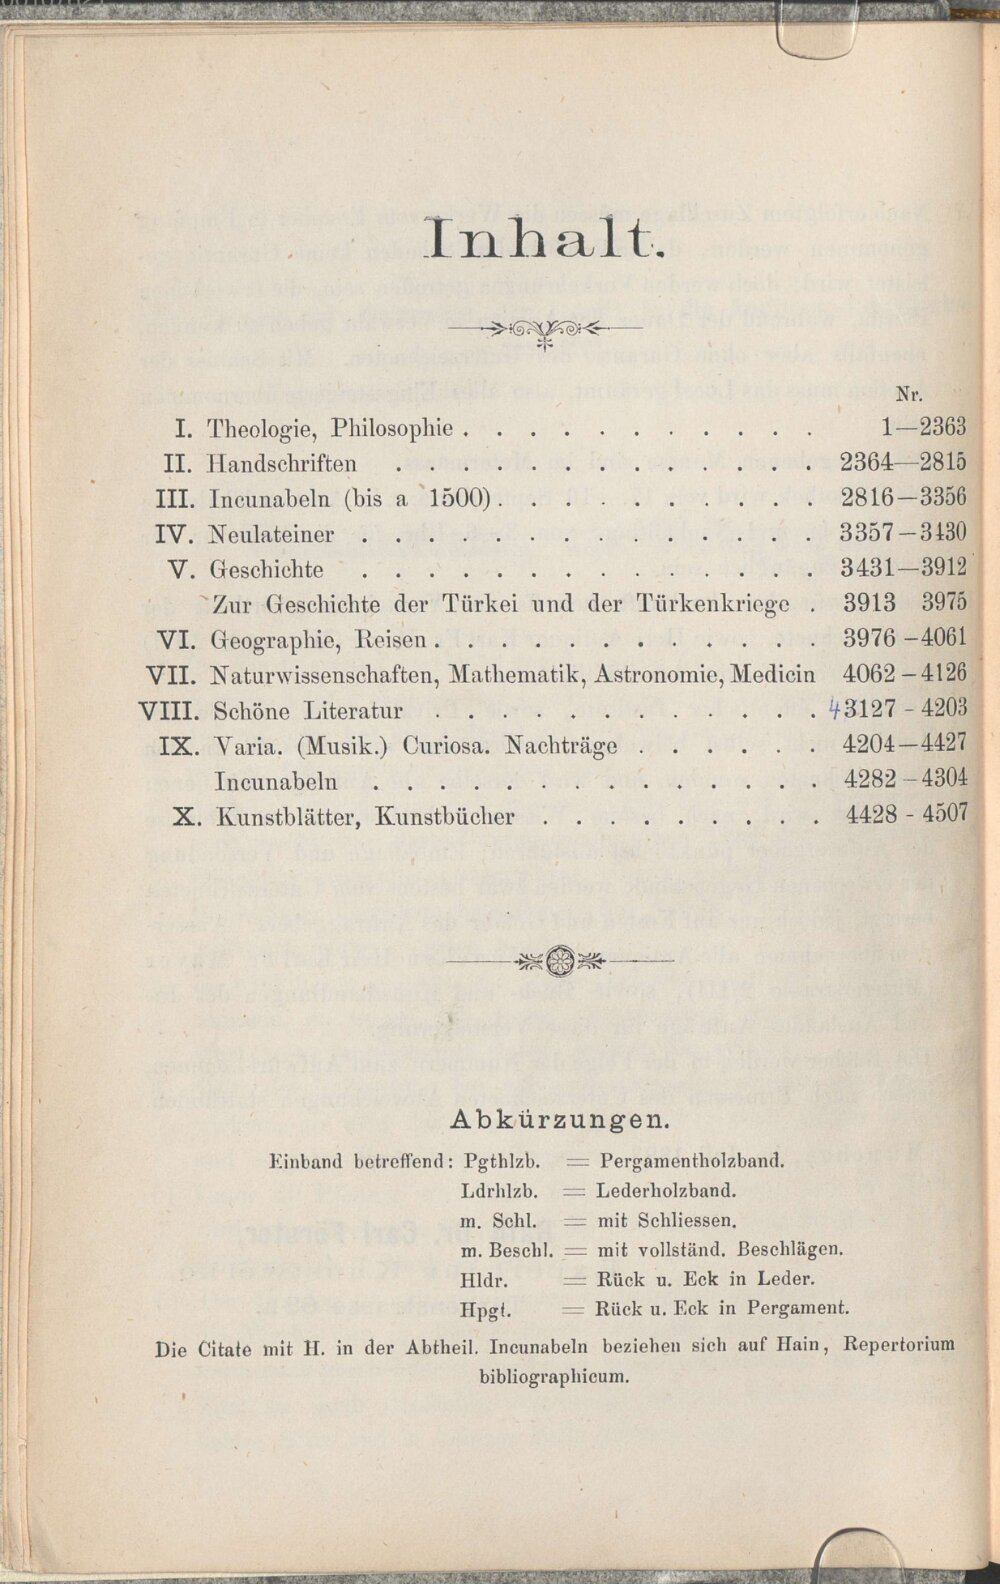 Inhalt.
Nr.
I. Theologie, Philosophie . . . . . . . . . . . 1—2363
II. Handschriften . . . . . . . . . . . . . 2364—2815
III. Incunabeln (bis a 1500) . . . . . . . . . . 2816—3356
IV. Neulateiner . . . . . . . . . . . . . . 3357—3430
V. Geschichte . . . . . . . . . . . . . . 3431—3912
Zur Geschichte der Türkei und der Türkenkriege . 3913 3975
VI. Geographie, Reisen . . . . . . . . . . . . 3976—4061
VII. Naturwissenschaften, Mathematik, Astronomie, Medicin 4062—4126
VIII. Schöne Literatur . . . . . . . . . . . . 4 3127-4203
IX. Varia. (Musik.) Curiosa. Nachträge . . . . . . 4204—4427
Incunabeln . . . . . . . . . . . . . . 4282—4304
X. Kunstblätter, Kunstbücher . . . . . . . . . 4428-4507
Abkürzungen.
Einband betreffend: Pgthlzb. = Pergamentholzband.
Ldrhlzb. = Lederholzband.
m. Schl. = mit Schliessen.
m. Beschl. = mit vollständ. Beschlägen.
Hldr. = Rück u. Eck in Leder.
Hpgt. = Rück u. Eck in Pergament.
Die Citate mit H. in der Abtheil. Incunabeln beziehen sich auf Hain, Repertorium
bibliographicum.